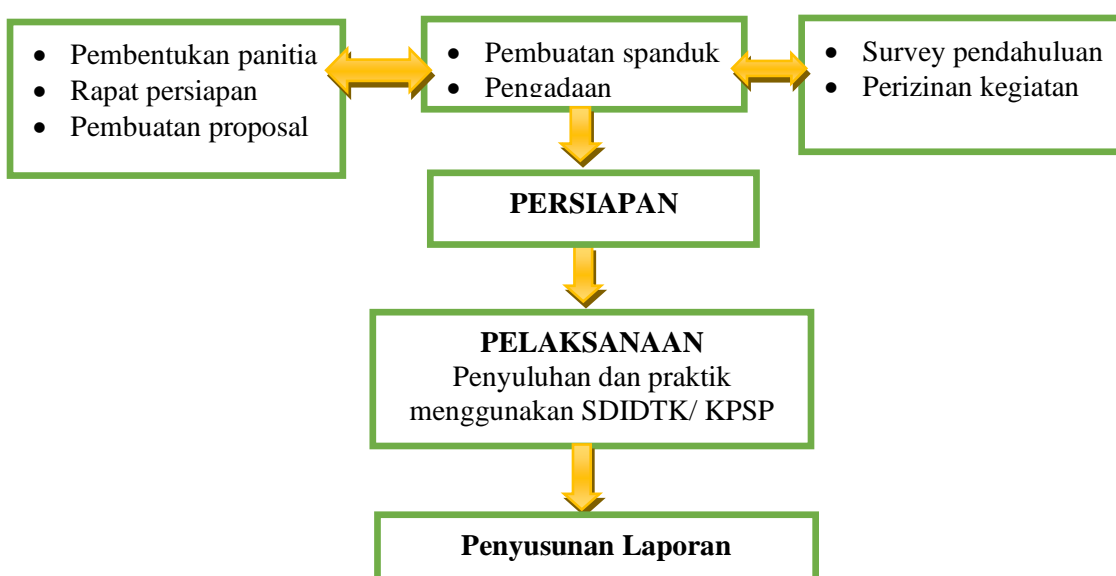 • Pembentukan panitia
• Rapat persiapan
• Pembuatan proposal
• Pembuatan spanduk
• Pengadaan
• Survey pendahuluan
• Perizinan kegiatan
PERSIAPAN
PELAKSANAAN
Penyuluhan dan praktik
menggunakan SDIDTK/ KPSP
Penyusunan Laporan